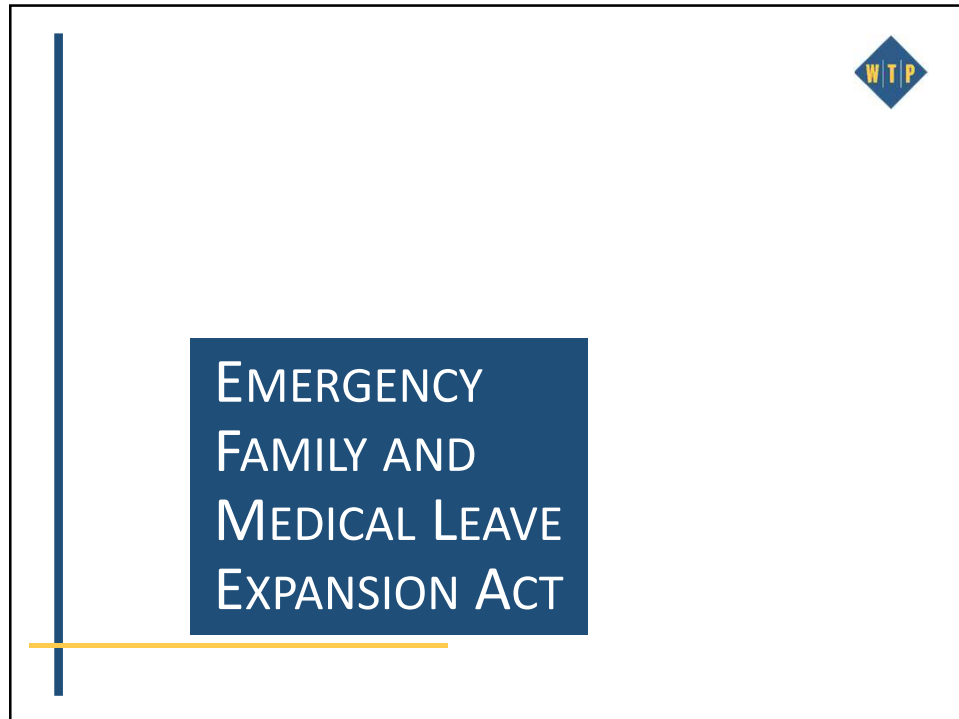 W|T|P
EMERGENCY
FAMILY AND
MEDICAL LEAVE
EXPANSION ACT